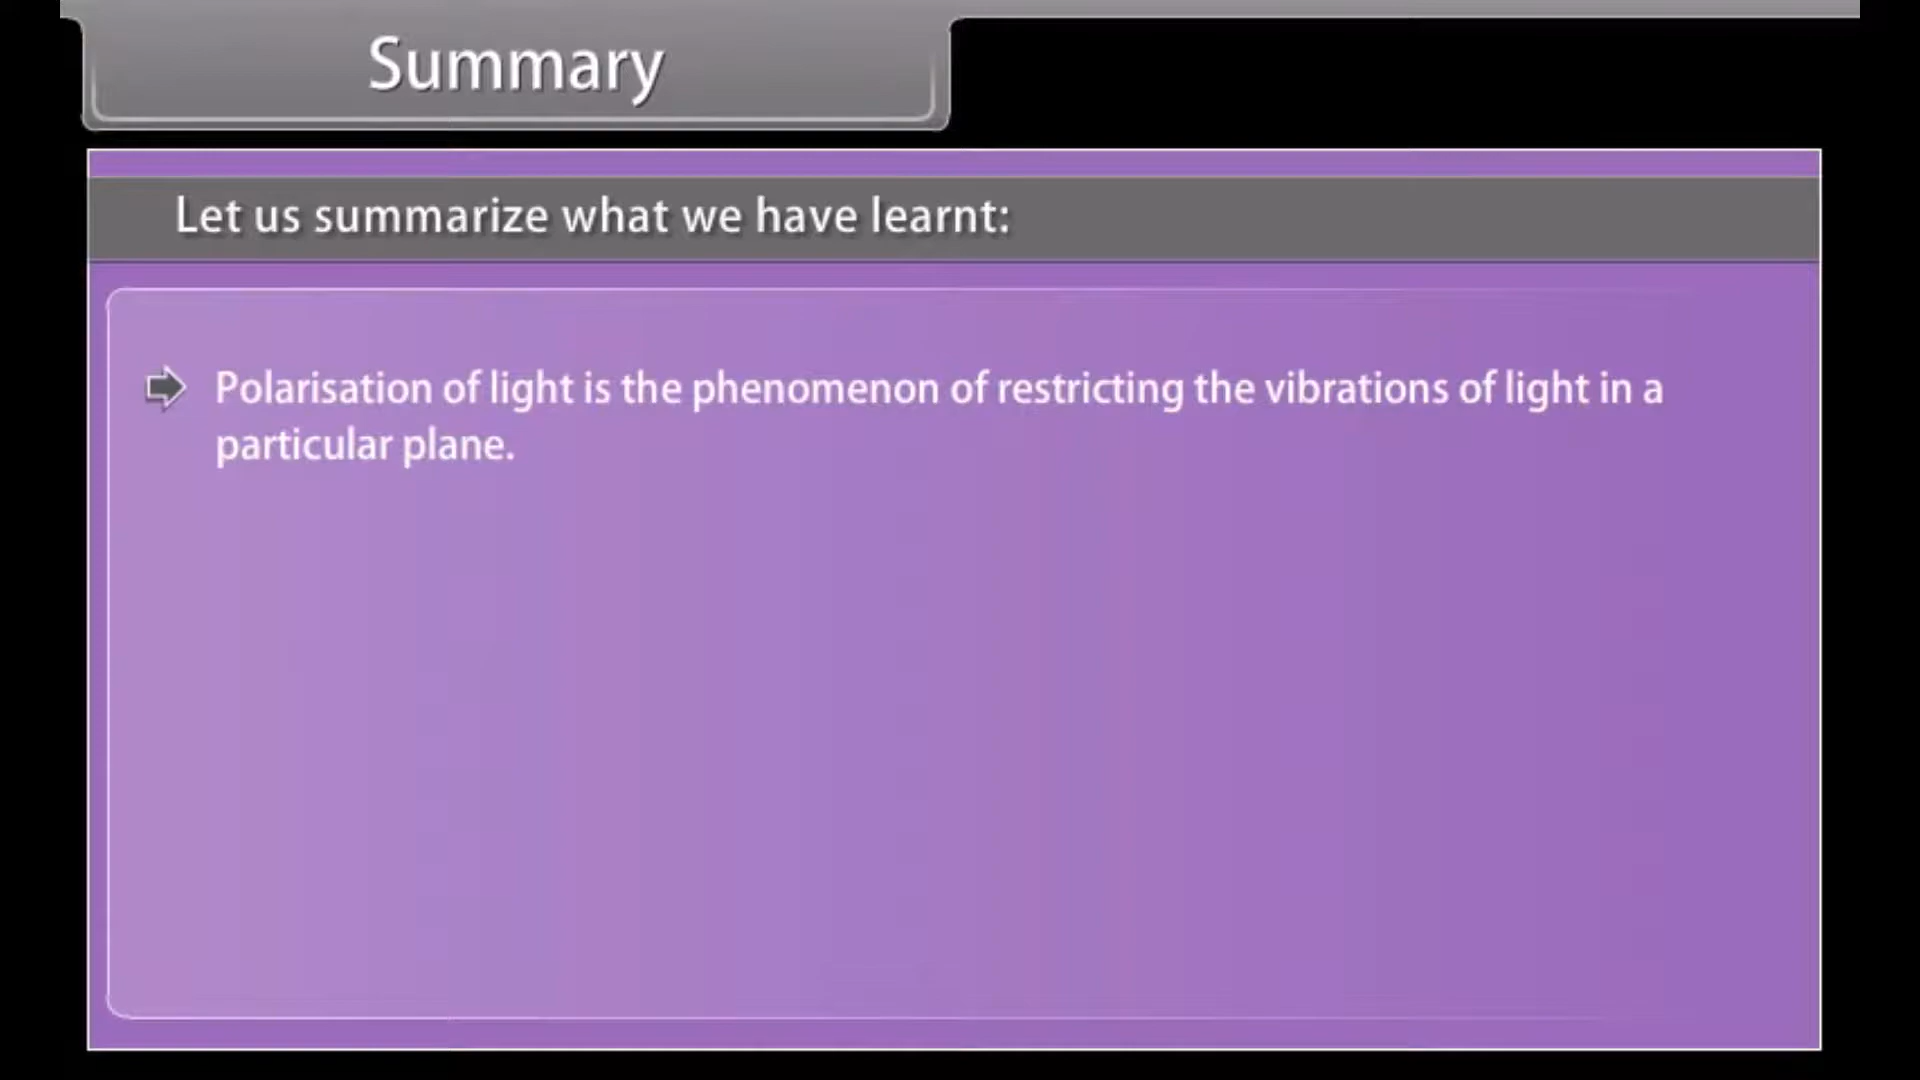 Summary
Let us summarize what we have learnt:
Polarisation of light is the phenomenon of restricting the vibrations of light in a
particular plane.